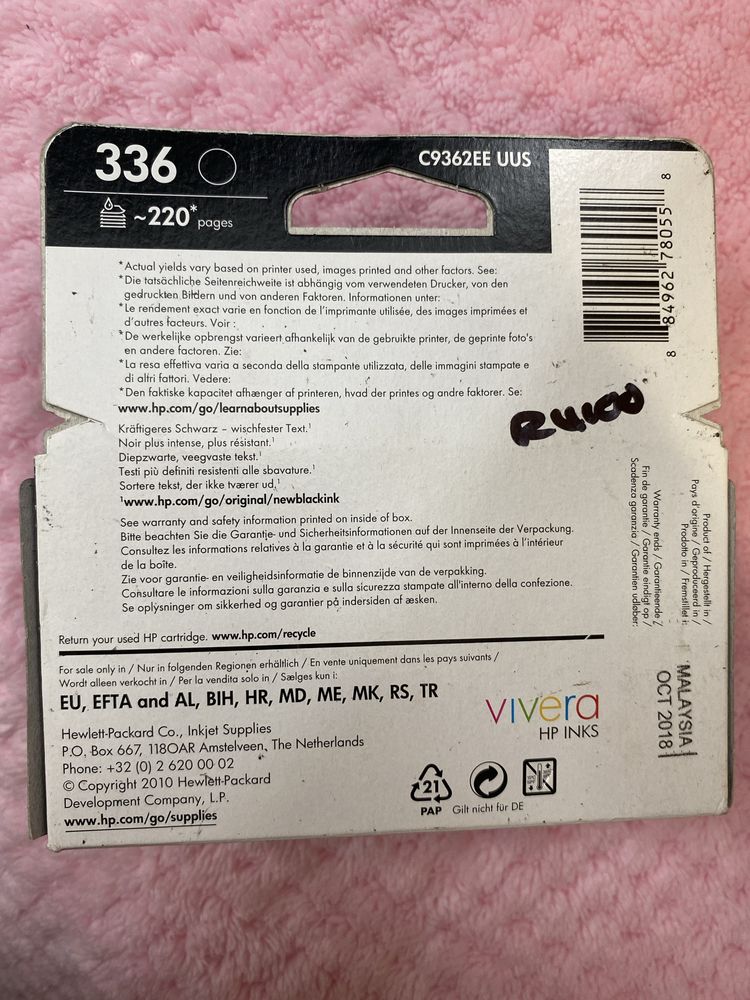 336
C9362EE UUS
~220* pages
8 84962 78055 8
*Actual yields vary based on printer used, images printed and other factors. See:
*Die tatsächliche Seitenreichweite ist abhängig vom verwendeten Drucker, von den
gedruckten Bildern und von anderen Faktoren. Informationen unter:
*Le rendement exact varie en fonction de l'imprimante utilisée, des images imprimées et
d'autres facteurs. Voir :
*De werkelijke opbrengst varieert afhankelijk van de gebruikte printer, de geprinte foto's
en andere factoren. Zie:
*La resa effettiva varia a seconda della stampante utilizzata, delle immagini stampate e
di altri fattori. Vedere:
*Den faktiske kapacitet afhænger af printeren, hvad der printes og andre faktorer. Se:
www.hp.com/go/learnaboutsupplies
Kräftigeres Schwarz – wischfester Text.¹
Noir plus intense, plus résistant.¹
Diepzwarte, veegvaste tekst.¹
Testi più definiti resistenti alle sbavature.¹
Sortere tekst, der ikke tværer ud.¹
¹www.hp.com/go/original/newblackink
See warranty and safety information printed on inside of box.
Bitte beachten Sie die Garantie- und Sicherheitsinformationen auf der Innenseite der Verpackung.
Consultez les informations relatives à la garantie et à la sécurité qui sont imprimées à l'intérieur
de la boîte.
Zie voor garantie- en veiligheidsinformatie de binnenzijde van de verpakking.
Consultare le informazioni sulla garanzia e sulla sicurezza stampate all'interno della confezione.
Se oplysninger om sikkerhed og garantier på indersiden af æsken.
Return your used HP cartridge. www.hp.com/recycle
For sale only in / Nur in folgenden Regionen erhältlich / En vente uniquement dans les pays suivants /
Wordt alleen verkocht in / Per la vendita solo in / Sælges kun i:
EU, EFTA and AL, BIH, HR, MD, ME, MK, RS, TR
Hewlett-Packard Co., Inkjet Supplies
P.O. Box 667, 1180AR Amstelveen, The Netherlands
Phone: +32 (0) 2 620 00 02
© Copyright 2010 Hewlett-Packard
Development Company, L.P.
www.hp.com/go/supplies
vivera
HP INKS
21
PAP
Gilt nicht für DE
Product of / Hergestellt in /
Pays d'origine / Geproduceerd in /
Prodotto in / Fremstillet i:
MALAYSIA
Warranty ends / Garantieende /
Fin de garantie / Garantie eindigt op /
Scadenza garanzia / Garantien udløber:
OCT 2018